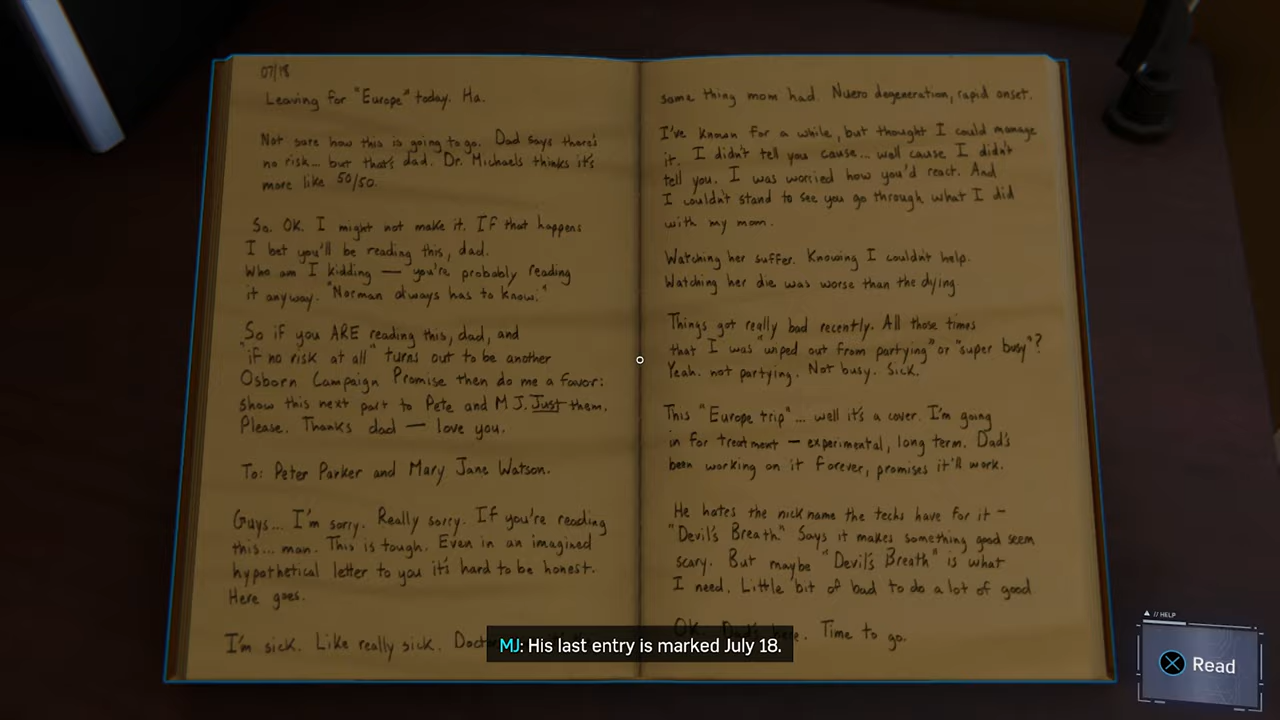 07/18
Leaving for "Europe" today. Ha.
Not sure how this is going to go. Dad says there's
no risk... but that's dad. Dr. Michaels thinks it's
more like 50/50.
So. OK. I might not make it. If that happens
I bet you'll be reading this, dad.
Who am I kidding — you're probably reading
it anyway. "Norman always has to know."
So if you ARE reading this, dad, and
"if no risk at all" turns out to be another
Osborn Campaign Promise then do me a favor:
show this next part to Pete and MJ. Just them.
Please. Thanks dad — love you.
To: Peter Parker and Mary Jane Watson.
Guys... I'm sorry. Really sorry. If you're reading
this... man. This is tough. Even in an imagined
hypothetical letter to you it's hard to be honest.
Here goes.
I'm sick. Like really sick.
same thing mom had. Nuero degeneration, rapid onset.
I've known for a while, but thought I could manage
it. I didn't tell you cause... well cause I didn't
tell you. I was worried how you'd react. And
I couldn't stand to see you go through what I did
with my mom.
Watching her suffer. Knowing I couldn't help.
Watching her die was worse than the dying.
Things got really bad recently. All those times
that I was "wiped out from partying" or "super busy"?
Yeah. not partying. Not busy. Sick.
This "Europe trip"... well it's a cover. I'm going
in for treatment — experimental, long term. Dad's
been working on it forever, promises it'll work.
He hates the nickname the techs have for it —
"Devil's Breath." Says it makes something good seem
scary. But maybe "Devil's Breath" is what
I need. Little bit of bad to do a lot of good
OK. Dad's here. Time to go.
MJ: His last entry is marked July 18.
// HELP
Read